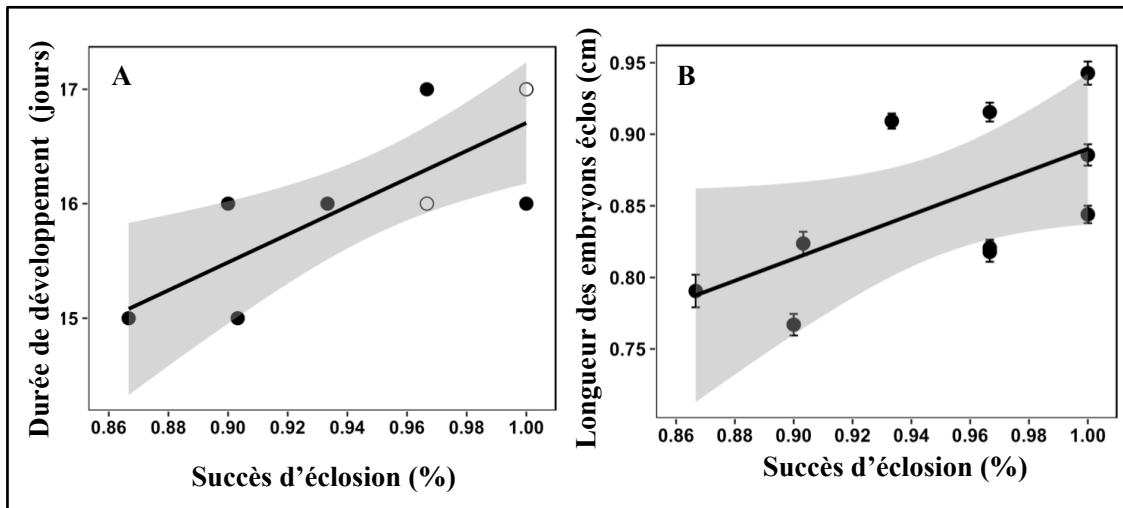 Durée de développement (jours)
A
17
16
15
0.86 0.88 0.90 0.92 0.94 0.96 0.98 1.00
Succès d'éclosion (%)
Longueur des embryons éclos (cm)
B
0.95
0.90
0.85
0.80
0.75
0.86 0.88 0.90 0.92 0.94 0.96 0.98 1.00
Succès d'éclosion (%)